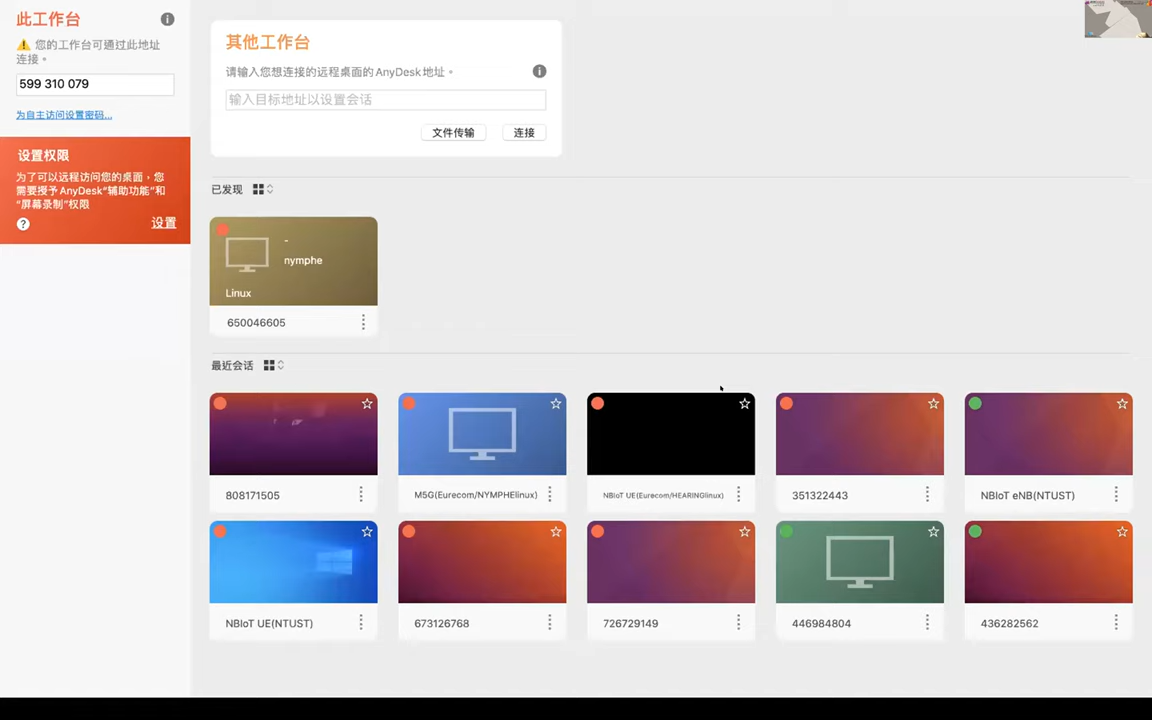 此工作台
您的工作台可通过此地址
连接。
599 310 079
为自主访问设置密码...
设置权限
为了可以远程访问您的桌面，您
需要授予AnyDesk“辅助功能”和
“屏幕录制”权限
设置
其他工作台
请输入您想连接的远程桌面的AnyDesk地址。
输入目标地址以设置会话
文件传输
连接
已发现
-
nymphe
Linux
650046605
最近会话
808171505
M5G(Eurecom/NYMPHElinux)
NBIoT UE(Eurecom/HEARINGlinux)
351322443
NBIoT eNB(NTUST)
NBIoT UE(NTUST)
673126768
726729149
446984804
436282562